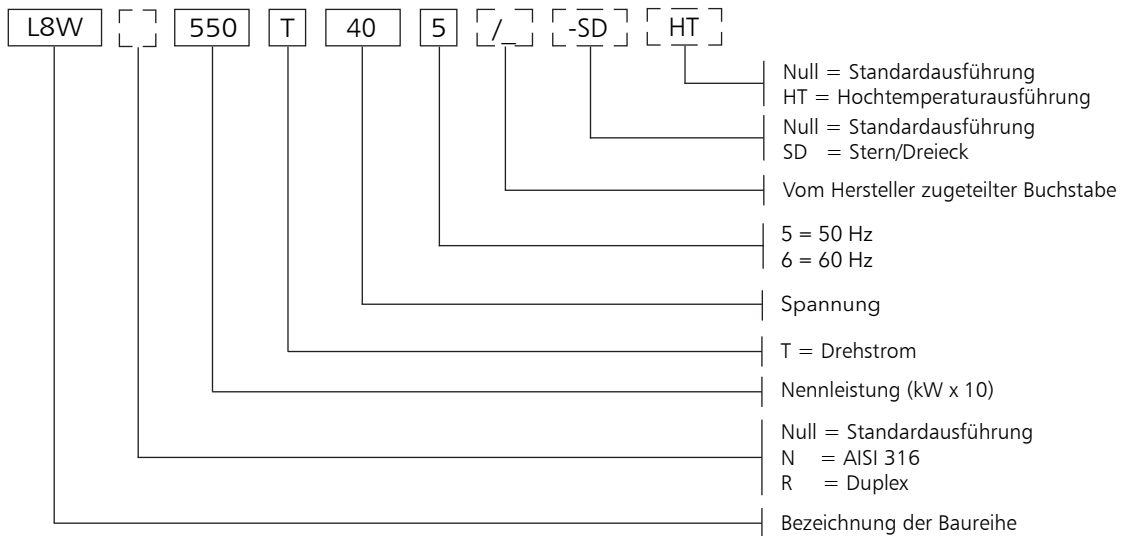 L8W 550 T 40 5 /_ -SD HT
Null = Standardausführung
HT = Hochtemperaturausführung
Null = Standardausführung
SD = Stern/Dreieck
Vom Hersteller zugeteilter Buchstabe
5 = 50 Hz
6 = 60 Hz
Spannung
T = Drehstrom
Nennleistung (kW x 10)
Null = Standardausführung
N = AISI 316
R = Duplex
Bezeichnung der Baureihe